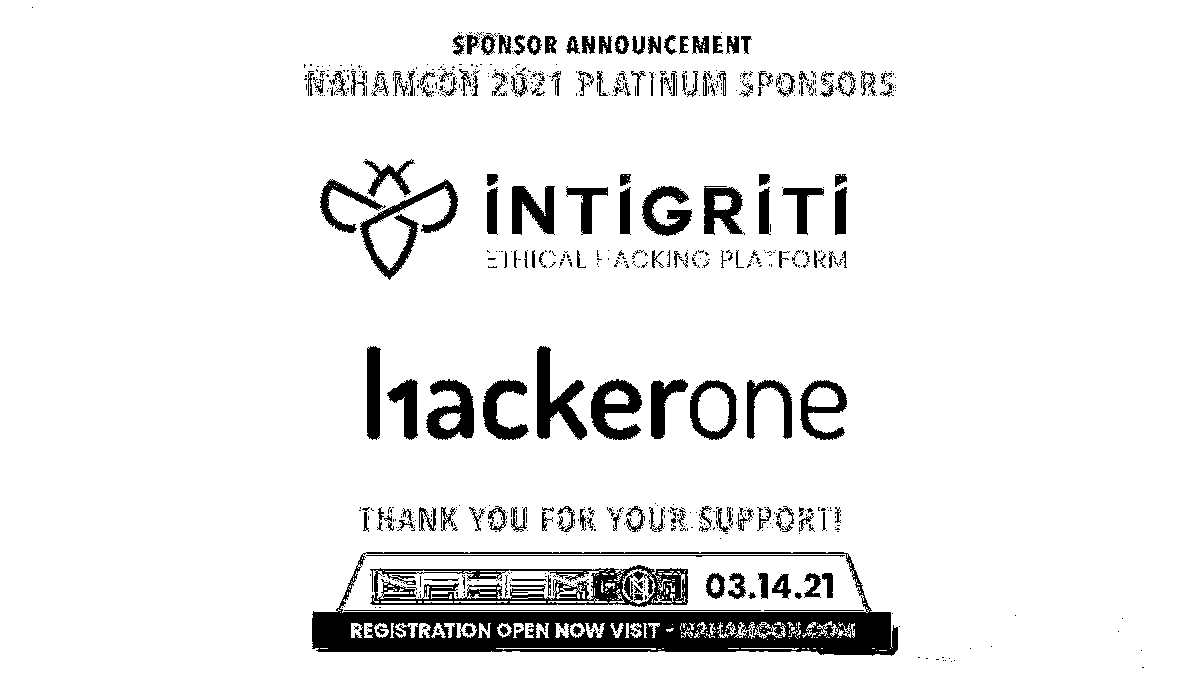 SPONSOR ANNOUNCEMENT
NAHAMCON 2021 PLATINUM SPONSORS
INTIGRITI
ETHICAL HACKING PLATFORM
hackerone
THANK YOU FOR YOUR SUPPORT!
NAHAMCON 03.14.21
REGISTRATION OPEN NOW VISIT - NAHAMCON.COM